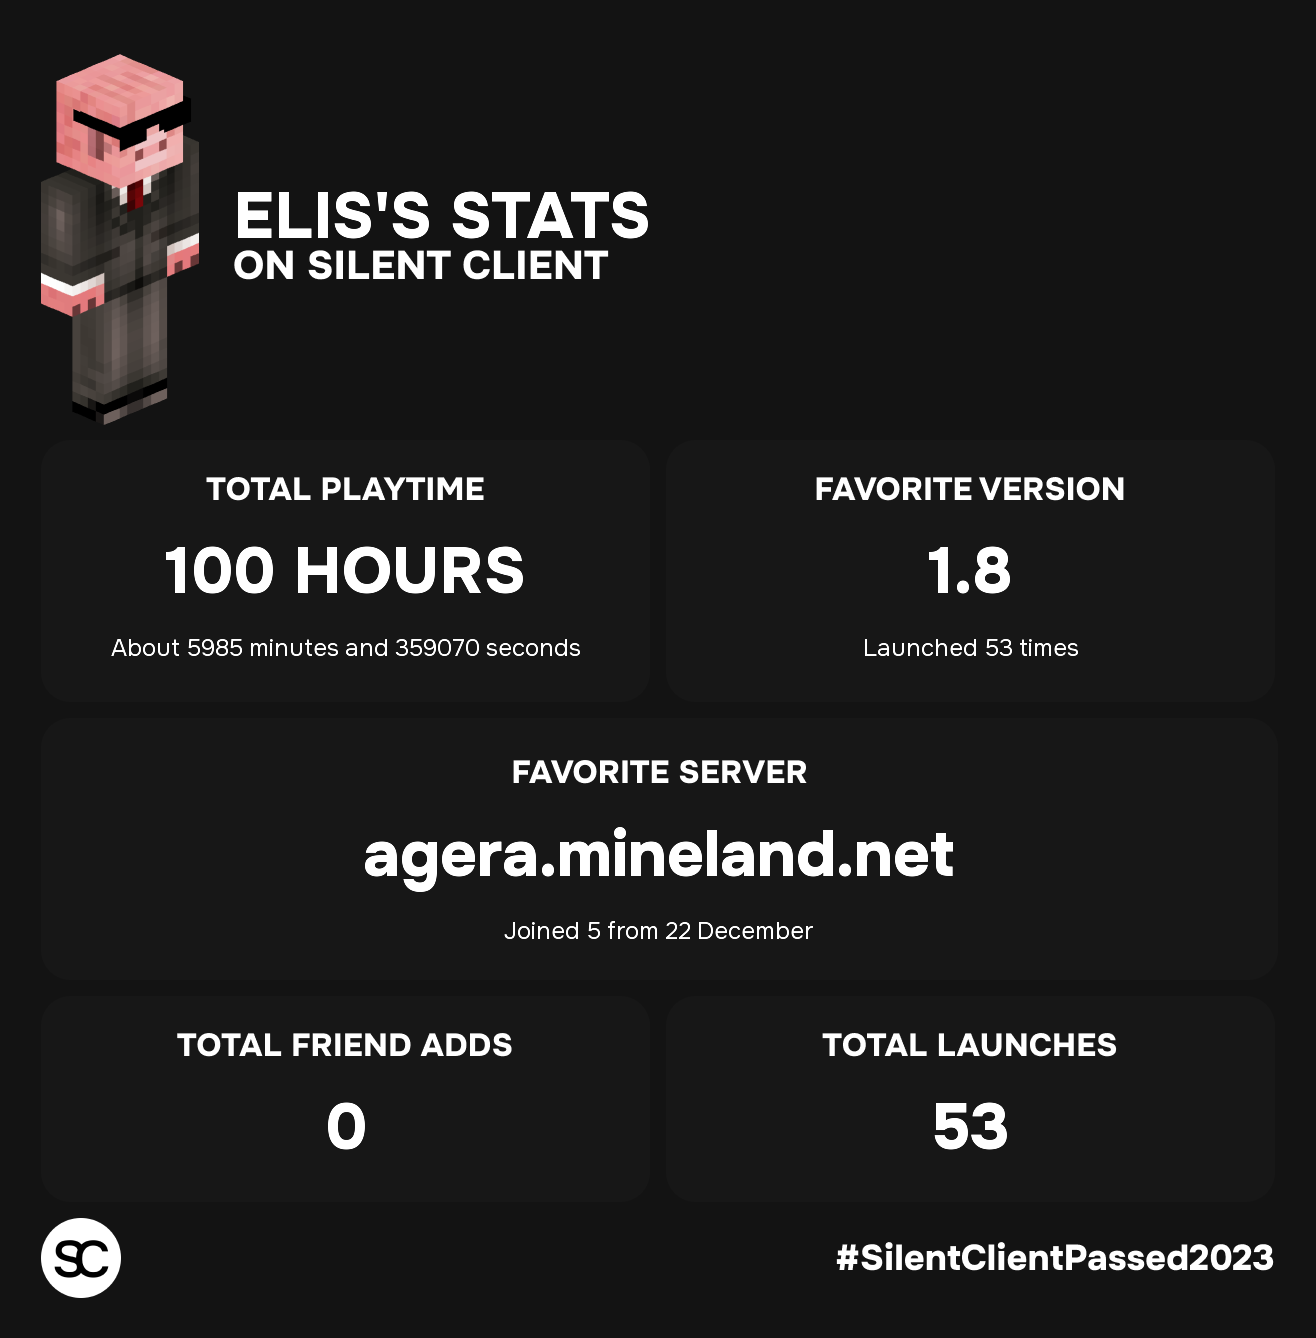 ELIS'S STATS
ON SILENT CLIENT
TOTAL PLAYTIME
100 HOURS
About 5985 minutes and 359070 seconds
FAVORITE VERSION
1.8
Launched 53 times
FAVORITE SERVER
agera.mineland.net
Joined 5 from 22 December
TOTAL FRIEND ADDS
0
TOTAL LAUNCHES
53
SC
#SilentClientPassed2023